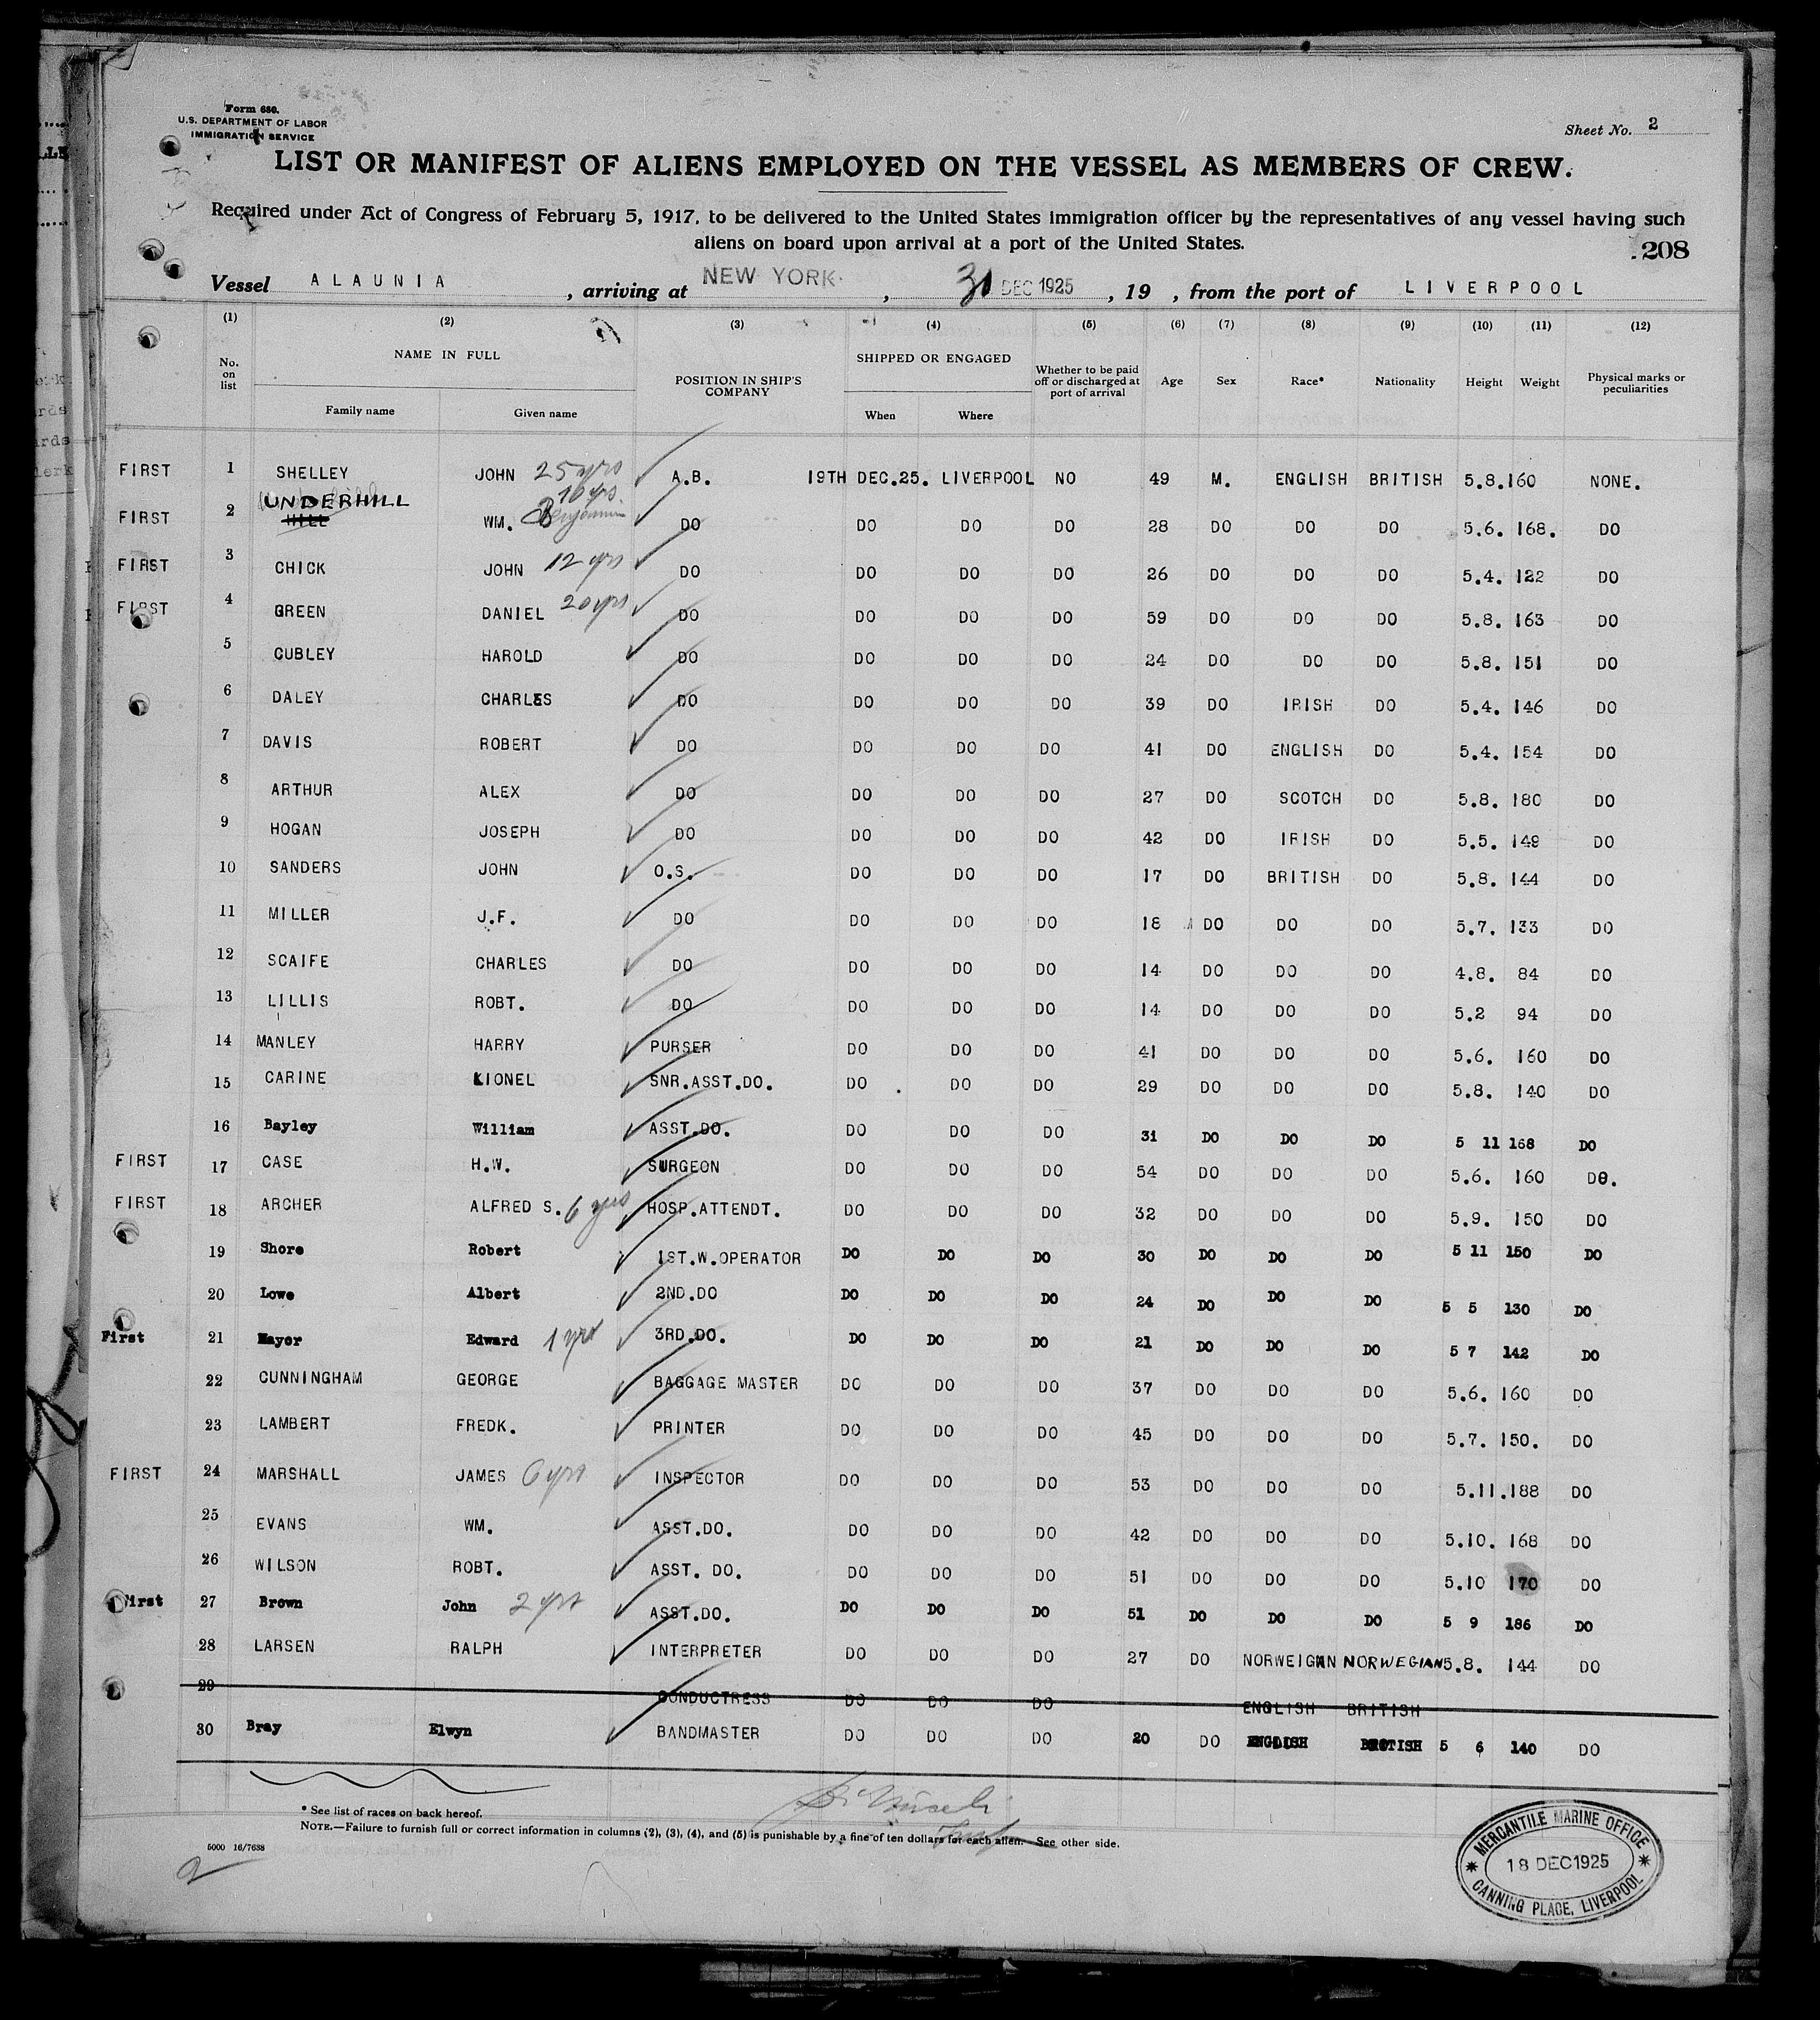 Form 680.
U.S. DEPARTMENT OF LABOR
IMMIGRATION SERVICE
Sheet No. 2
LIST OR MANIFEST OF ALIENS EMPLOYED ON THE VESSEL AS MEMBERS OF CREW.
Required under Act of Congress of February 5, 1917, to be delivered to the United States immigration officer by the representatives of any vessel having such
aliens on board upon arrival at a port of the United States.
208
Vessel ALAUNIA, arriving at NEW YORK, 31 DEC 1925, 19 , from the port of LIVERPOOL
(1) (2) (3) (4) (5) (6) (7) (8) (9) (10) (11) (12)
No. on list NAME IN FULL Family name Given name POSITION IN SHIP'S COMPANY SHIPPED OR ENGAGED When Where Whether to be paid off or discharged at port of arrival Age Sex Race* Nationality Height Weight Physical marks or peculiarities
FIRST 1 SHELLEY JOHN 25 yrs A.B. 19TH DEC.25. LIVERPOOL NO 49 M. ENGLISH BRITISH 5.8. 160 NONE.
FIRST 2 UNDERHILL HILL WM. Benjamin 10 yrs. DO DO DO DO 28 DO DO DO 5.6. 168. DO
FIRST 3 CHICK JOHN 12 yrs DO DO DO DO 26 DO DO DO 5.4. 122 DO
FIRST 4 GREEN DANIEL 20 yrs DO DO DO DO 59 DO DO DO 5.8. 163 DO
5 CUBLEY HAROLD DO DO DO DO 24 DO DO DO 5.8. 151 DO
6 DALEY CHARLES DO DO DO DO 39 DO IRISH DO 5.4. 146 DO
7 DAVIS ROBERT DO DO DO DO 41 DO ENGLISH DO 5.4. 154 DO
8 ARTHUR ALEX DO DO DO DO 27 DO SCOTCH DO 5.8. 180 DO
9 HOGAN JOSEPH DO DO DO DO 42 DO IRISH DO 5.5. 149 DO
10 SANDERS JOHN O.S. DO DO DO 17 DO BRITISH DO 5.8. 144 DO
11 MILLER J.F. DO DO DO DO 18 DO DO DO 5.7. 133 DO
12 SCAIFE CHARLES DO DO DO DO 14 DO DO DO 4.8. 84 DO
13 LILLIS ROBT. DO DO DO DO 14 DO DO DO 5.2 94 DO
14 MANLEY HARRY PURSER DO DO DO 41 DO DO DO 5.6. 160 DO
15 CARINE LIONEL SNR.ASST.DO. DO DO DO 29 DO DO DO 5.8. 140 DO
16 Bayley William ASST.DO. DO DO DO 31 DO DO DO 5 11 168 DO
FIRST 17 CASE H.W. SURGEON DO DO DO 54 DO DO DO 5.6. 160 DO.
FIRST 18 ARCHER ALFRED S. 6 yrs HOSP.ATTENDT. DO DO DO 32 DO DO DO 5.9. 150 DO
19 Shore Robert 1ST.W.OPERATOR DO DO DO 30 DO DO DO 5 11 150 DO
20 Lowe Albert 2ND.DO DO DO DO 24 DO DO DO 5 5 130 DO
First 21 Mayor Edward 1 yrs 3RD.DO. DO DO DO 21 DO DO DO 5 7 142 DO
22 CUNNINGHAM GEORGE BAGGAGE MASTER DO DO DO 37 DO DO DO 5.6. 160 DO
23 LAMBERT FREDK. PRINTER DO DO DO 45 DO DO DO 5.7. 150. DO
FIRST 24 MARSHALL JAMES 6 yrs INSPECTOR DO DO DO 53 DO DO DO 5.11. 188 DO
25 EVANS WM. ASST.DO. DO DO DO 42 DO DO DO 5.10. 168 DO
26 WILSON ROBT. ASST. DO. DO DO DO 51 DO DO DO 5.10 170 DO
First 27 Brown John 2 yrs ASST.DO. DO DO DO 51 DO DO DO 5 9 186 DO
28 LARSEN RALPH INTERPRETER DO DO DO 27 DO NORWEIGAN NORWEGIAN 5.8. 144 DO
29 CONDUCTRESS DO DO DO ENGLISH BRITISH
30 Bray Elwyn BANDMASTER DO DO DO 20 DO ENGLISH BRITISH 5 6 140 DO
* See list of races on back hereof.
NOTE.—Failure to furnish full or correct information in columns (2), (3), (4), and (5) is punishable by a fine of ten dollars for each alien. See other side.
5000 16/7638
2
MERCANTILE MARINE OFFICE
18 DEC 1925
CANNING PLACE, LIVERPOOL